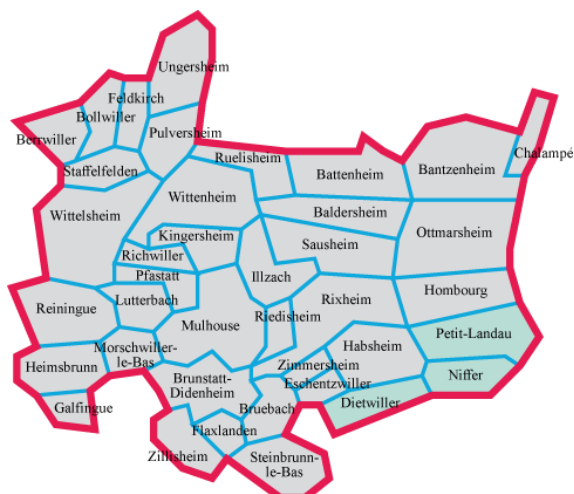 Ungersheim
Feldkirch
Bollwiller
Berrwiller
Pulversheim
Staffelfelden
Ruelisheim
Battenheim
Bantzenheim
Chalampé
Wittelsheim
Wittenheim
Baldersheim
Kingersheim
Sausheim
Ottmarsheim
Richwiller
Pfastatt
Illzach
Reiningue
Lutterbach
Rixheim
Hombourg
Mulhouse
Riedisheim
Petit-Landau
Habsheim
Morschwiller-
le-Bas
Heimsbrunn
Zimmersheim
Eschentzwiller
Niffer
Brunstatt-
Didenheim
Galfingue
Bruebach
Dietwiller
Flaxlanden
Zillisheim
Steinbrunn-
le-Bas